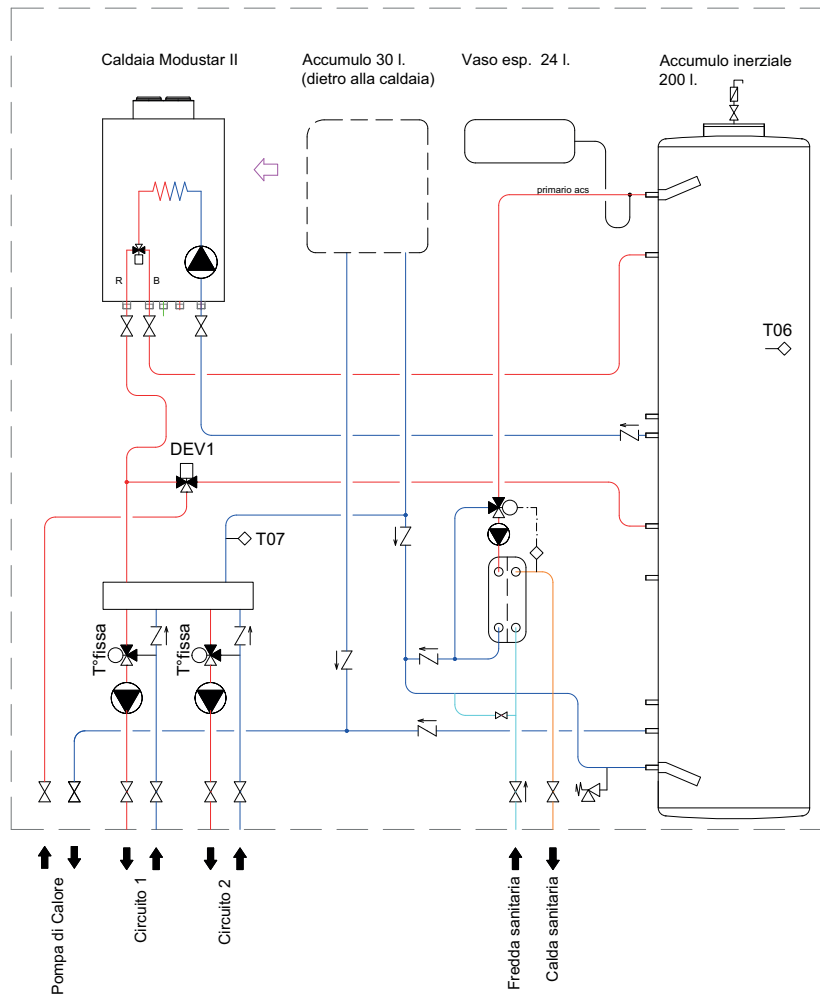 Caldaia Modustar II
Accumulo 30 l.
(dietro alla caldaia)
Vaso esp. 24 l.
Accumulo inerziale
200 l.
primario acs
R
B
T06
DEV1
T07
T°fissa
T°fissa
Pompa di Calore
Circuito 1
Circuito 2
Fredda sanitaria
Calda sanitaria